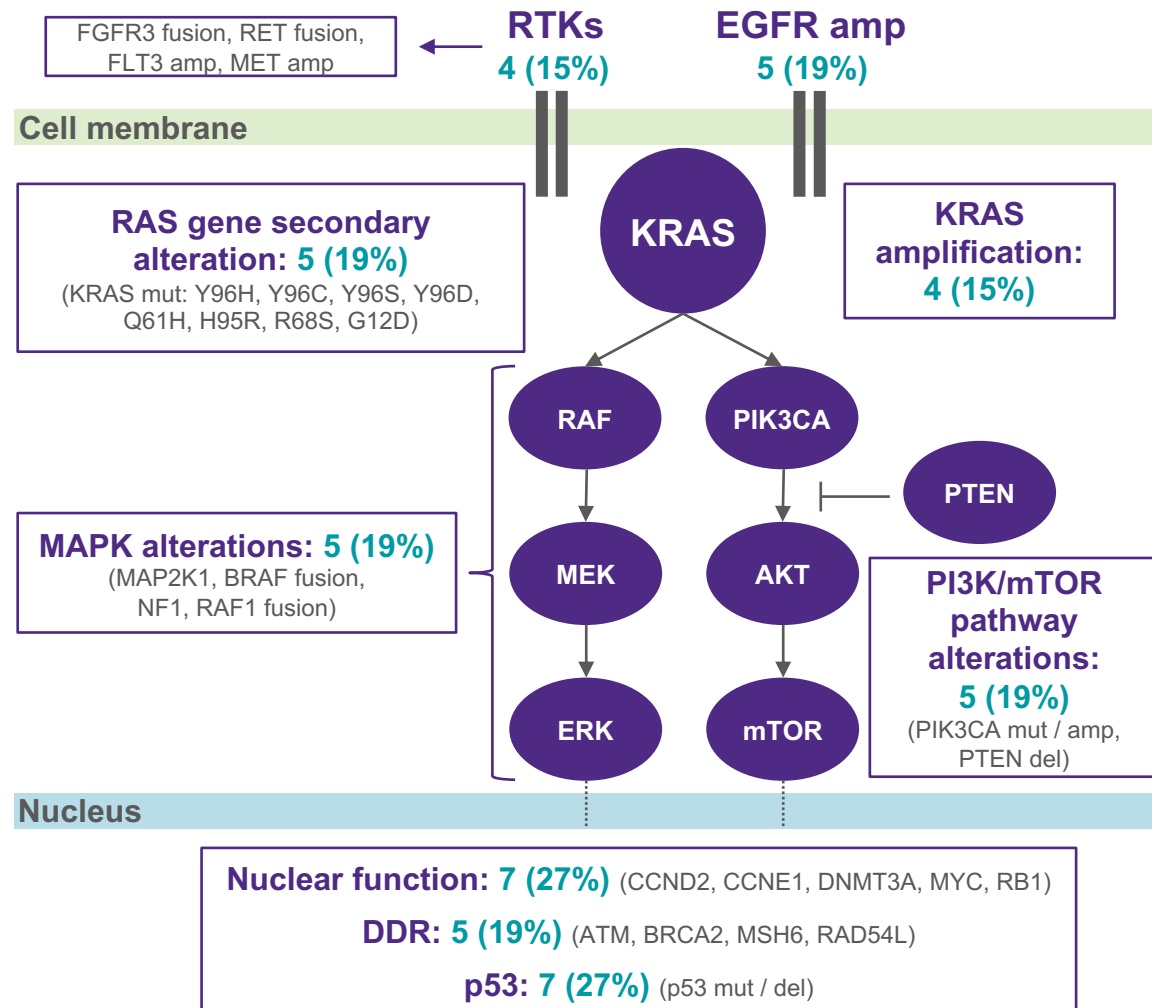 FGFR3 fusion, RET fusion,
FLT3 amp, MET amp
RTKs
4 (15%)
EGFR amp
5 (19%)
Cell membrane
RAS gene secondary
alteration: 5 (19%)
(KRAS mut: Y96H, Y96C, Y96S, Y96D,
Q61H, H95R, R68S, G12D)
KRAS
KRAS
amplification:
4 (15%)
RAF
PIK3CA
PTEN
MAPK alterations: 5 (19%)
(MAP2K1, BRAF fusion,
NF1, RAF1 fusion)
MEK
AKT
PI3K/mTOR
pathway
alterations:
5 (19%)
(PIK3CA mut / amp,
PTEN del)
ERK
mTOR
Nucleus
Nuclear function: 7 (27%) (CCND2, CCNE1, DNMT3A, MYC, RB1)
DDR: 5 (19%) (ATM, BRCA2, MSH6, RAD54L)
p53: 7 (27%) (p53 mut / del)